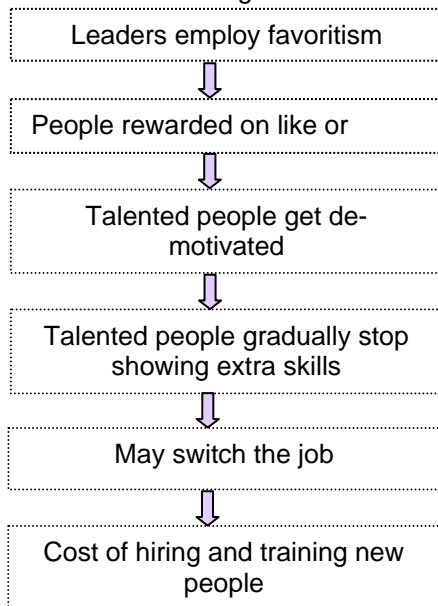 Leaders employ favoritism
People rewarded on like or
Talented people get de-
motivated
Talented people gradually stop
showing extra skills
May switch the job
Cost of hiring and training new
people